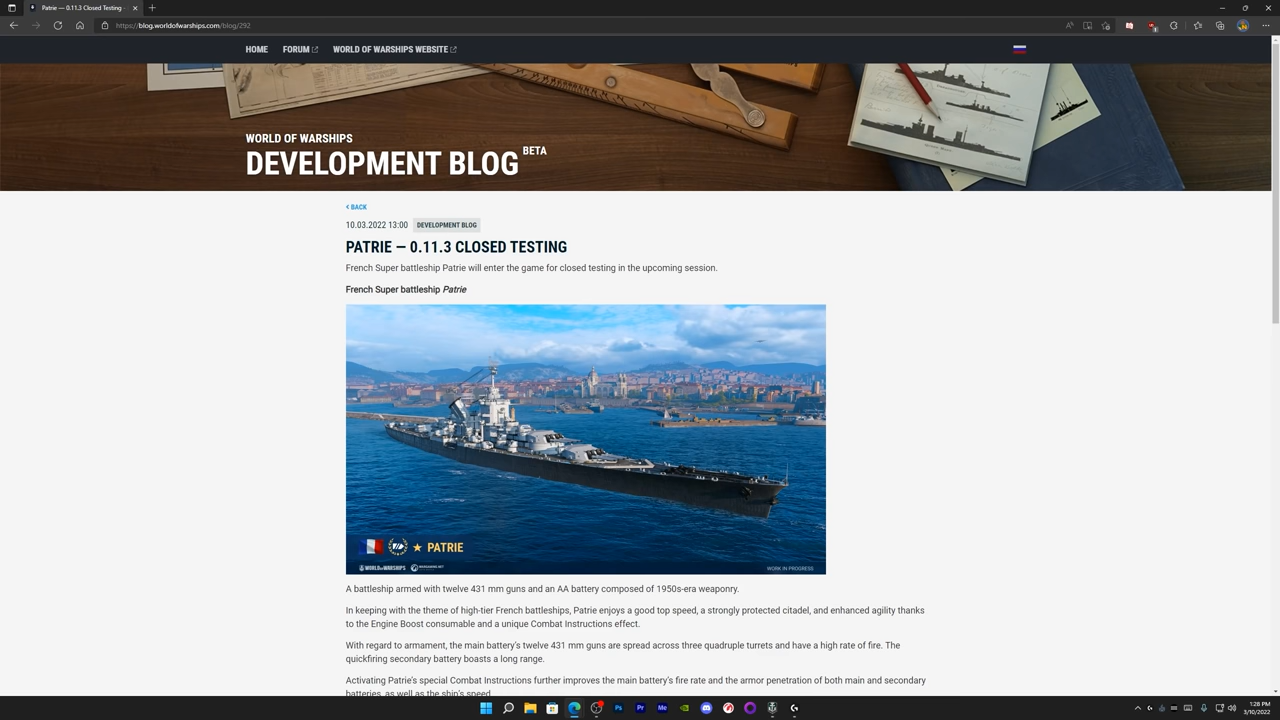 Patrie — 0.11.3 Closed Testing
https://blog.worldofwarships.com/blog/292
HOME FORUM WORLD OF WARSHIPS WEBSITE
WORLD OF WARSHIPS
DEVELOPMENT BLOG BETA
BACK
10.03.2022 13:00 DEVELOPMENT BLOG
PATRIE — 0.11.3 CLOSED TESTING
French Super battleship Patrie will enter the game for closed testing in the upcoming session.
French Super battleship Patrie
PATRIE
WORLD OF WARSHIPS WARGAMING.NET WORK IN PROGRESS
A battleship armed with twelve 431 mm guns and an AA battery composed of 1950s-era weaponry.
In keeping with the theme of high-tier French battleships, Patrie enjoys a good top speed, a strongly protected citadel, and enhanced agility thanks
to the Engine Boost consumable and a unique Combat Instructions effect.
With regard to armament, the main battery's twelve 431 mm guns are spread across three quadruple turrets and have a high rate of fire. The
quickfiring secondary battery boasts a long range.
Activating Patrie's special Combat Instructions further improves the main battery's fire rate and the armor penetration of both main and secondary
batteries, as well as the ship's speed.
Ps Pr Me
1:28 PM
3/10/2022